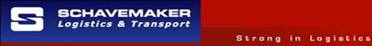 SCHAVEMAKER
Logistics & Transport
Strong in Logistics